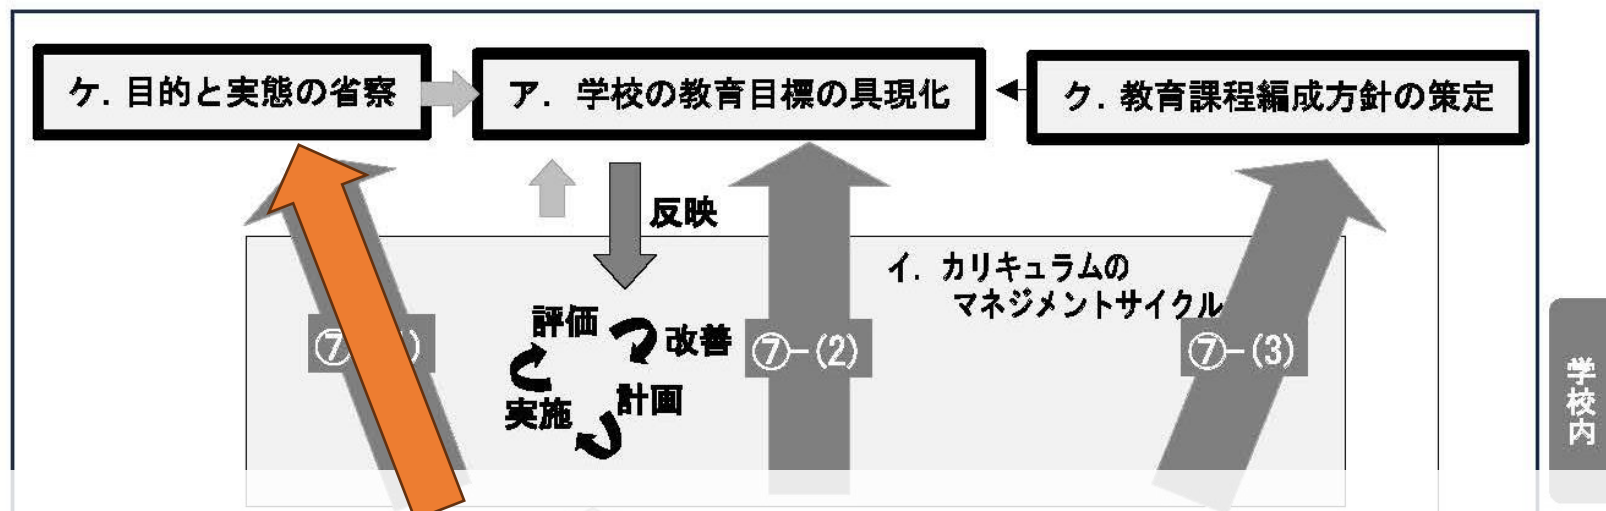 ケ. 目的と実態の省察
ア. 学校の教育目標の具現化
ク. 教育課程編成方針の策定
反映
イ. カリキュラムの
マネジメントサイクル
評価
改善
計画
実施
⑦
)
⑦-(2)
⑦-(3)
学校内